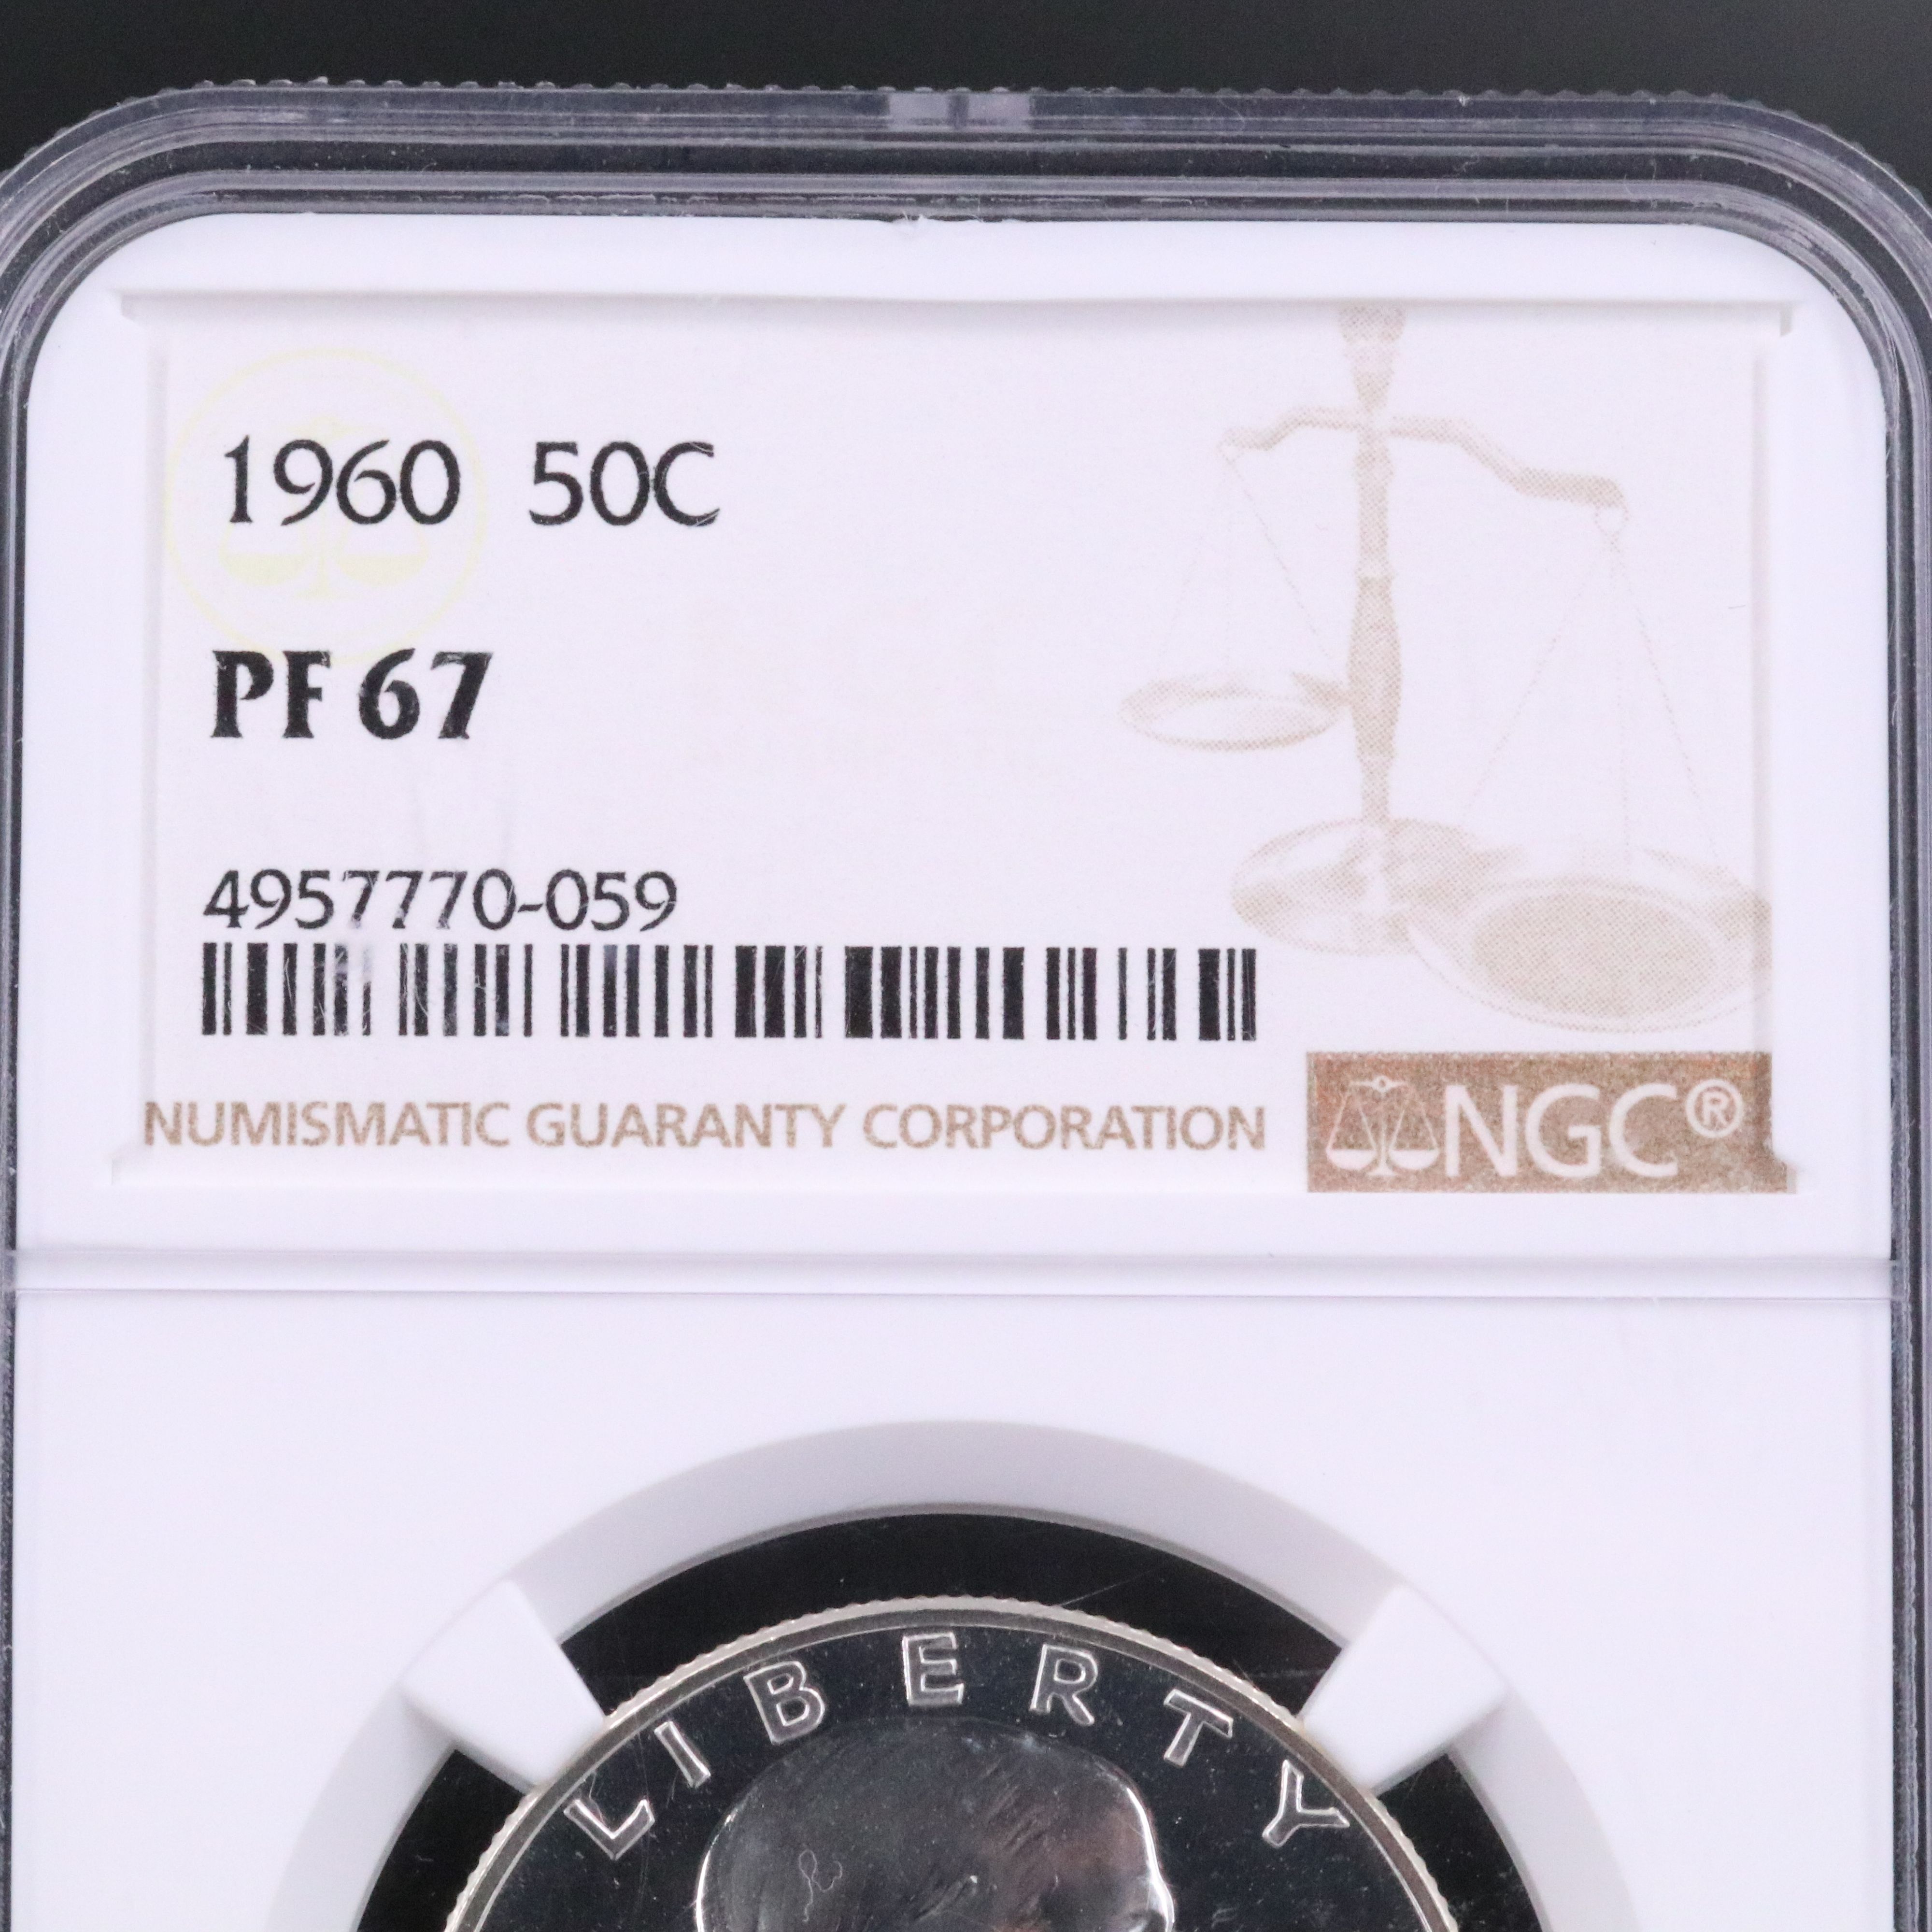 1960 50C
PF 67
4957770-059
NUMISMATIC GUARANTY CORPORATION
NGC®
LIBERTY